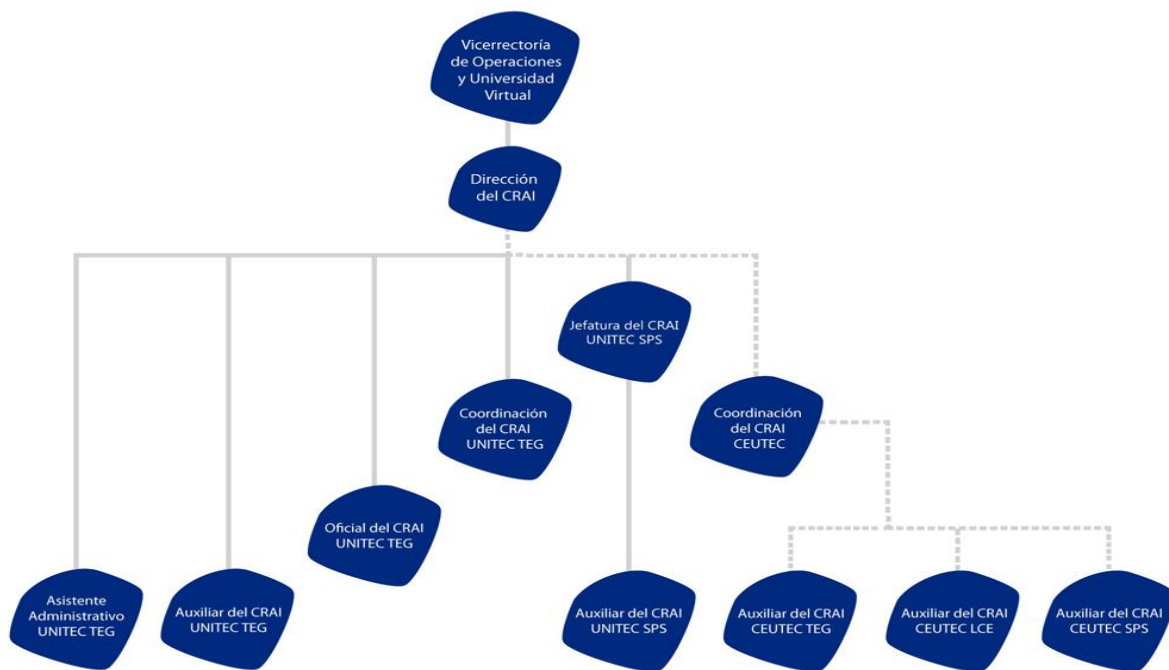 Vicerrectoría
de Operaciones
y Universidad
Virtual
Dirección
del CRAI
Jefatura del CRAI
UNITEC SPS
Coordinación
del CRAI
UNITEC TEG
Coordinación
del CRAI
CEUTEC
Oficial del CRAI
UNITEC TEG
Asistente
Administrativo
UNITEC TEG
Auxiliar del CRAI
UNITEC TEG
Auxiliar del CRAI
UNITEC SPS
Auxiliar del CRAI
CEUTEC TEG
Auxiliar del CRAI
CEUTEC LCE
Auxiliar del CRAI
CEUTEC SPS